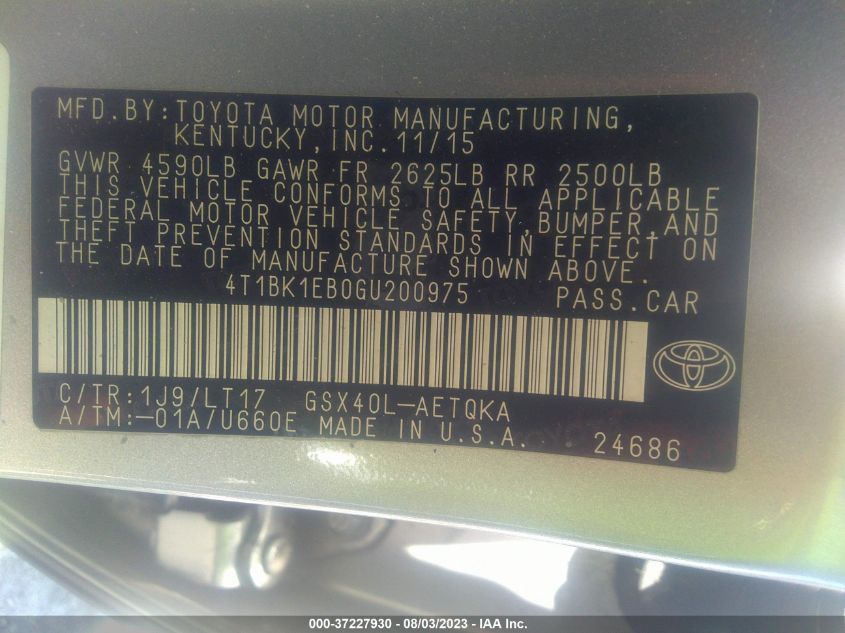 MFD.BY:TOYOTA MOTOR MANUFACTURING,
KENTUCKY,INC.11/15
GVWR 4590LB GAWR FR 2625LB RR 2500LB
THIS VEHICLE CONFORMS TO ALL APPLICABLE
FEDERAL MOTOR VEHICLE SAFETY,BUMPER,AND
THEFT PREVENTION STANDARDS IN EFFECT ON
THE DATE OF MANUFACTURE SHOWN ABOVE.
4T1BK1EB0GU200975 PASS.CAR
C/TR:1J9/LT17 GSX40L-AETQKA
A/TM:-01A/U660E MADE IN U.S.A. 24686
000-37227930 - 08/03/2023 - IAA Inc.